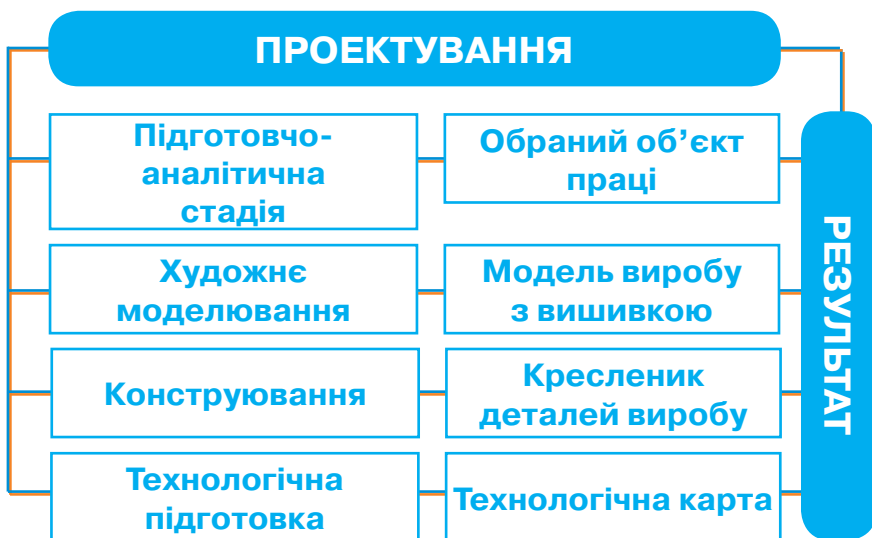 ПРОЕКТУВАННЯ
Підготовчо-
аналітична
стадія
Обраний об’єкт
праці
Художнє
моделювання
Модель виробу
з вишивкою
Конструювання
Кресленик
деталей виробу
Технологічна
підготовка
Технологічна карта
РЕЗУЛЬТАТ